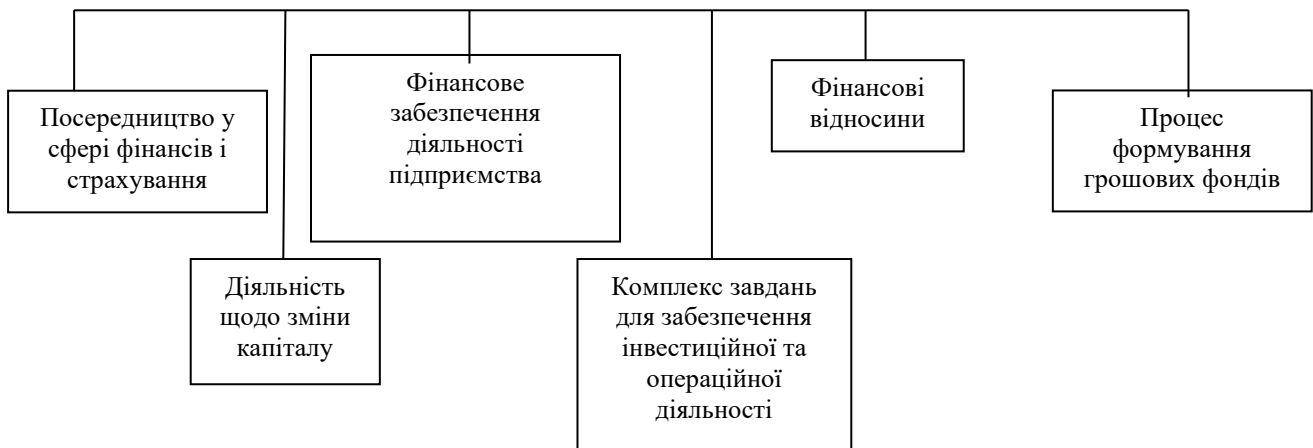 Посередництво у
сфері фінансів і
страхування
Діяльність
щодо зміни
капіталу
Фінансове
забезпечення
діяльності
підприємства
Комплекс завдань
для забезпечення
інвестиційної та
операційної
діяльності
Фінансові
відносини
Процес
формування
грошових фондів